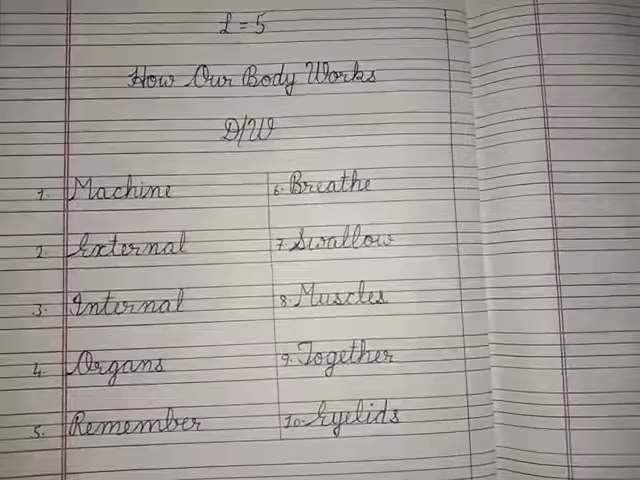 L=5
How Our Body Works
D/W
1. Machine
2. External
3. Internal
4. Organs
5. Remember
6. Breathe
7. Swallow
8. Muscles
9. Together
10. Eyelids